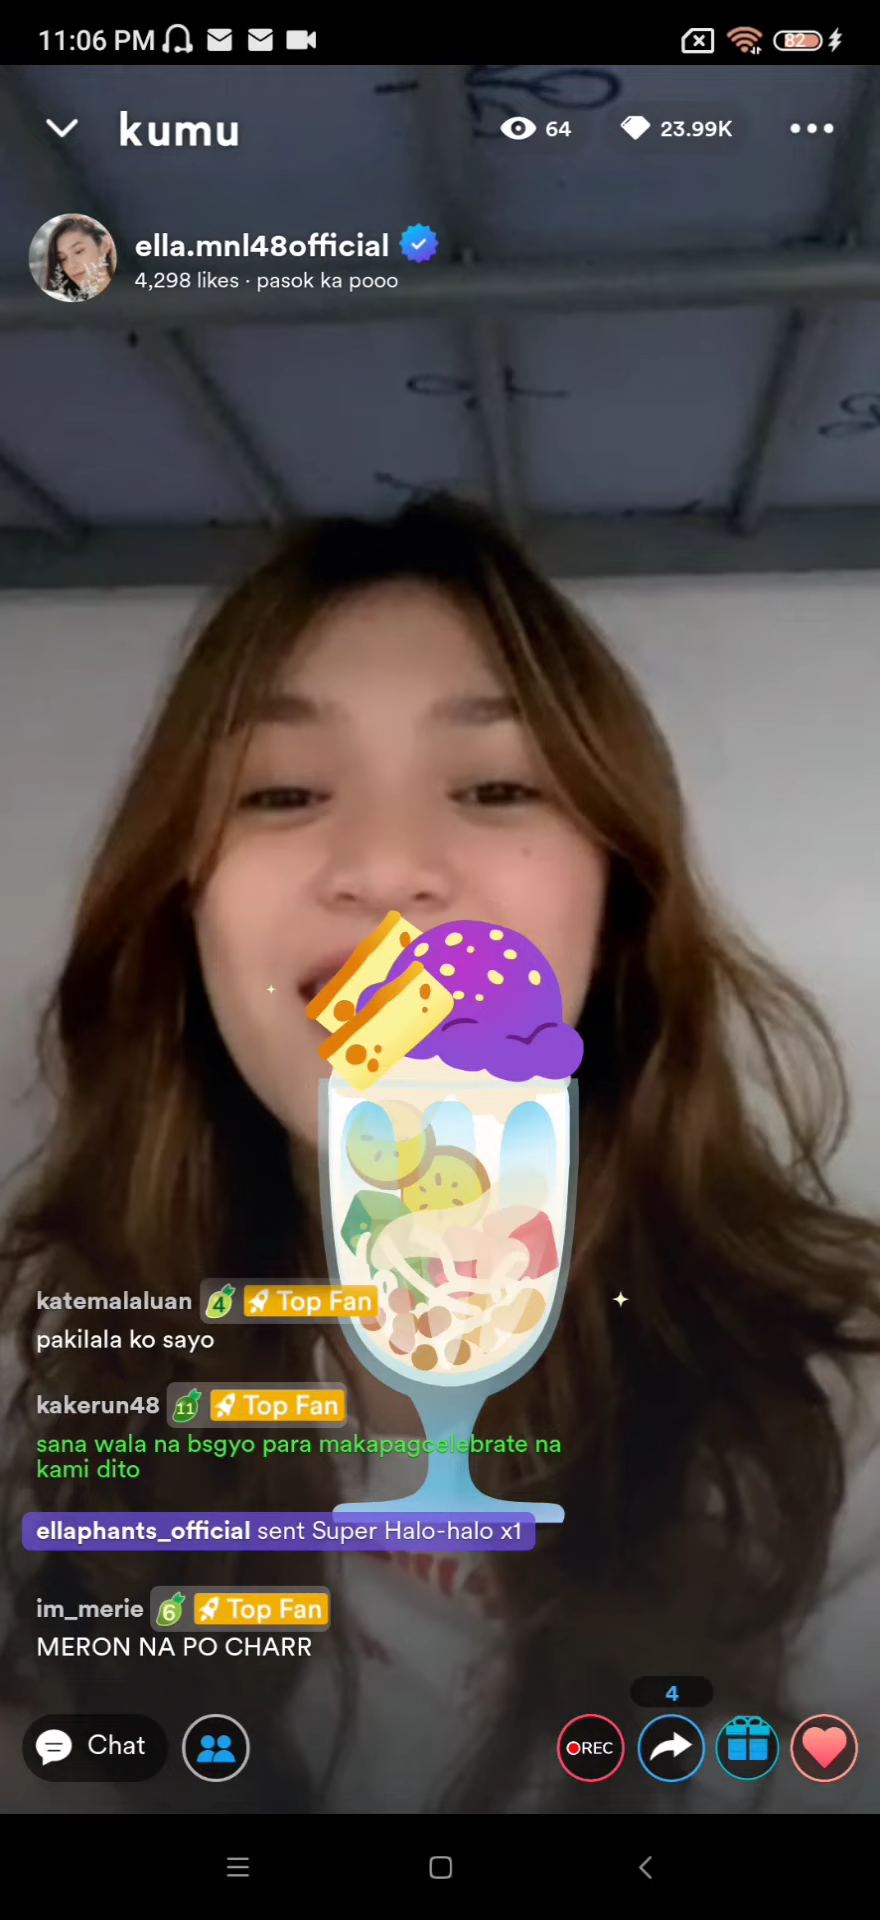 11:06 PM
82
kumu
64
23.99K
ella.mnl48official
4,298 likes · pasok ka pooo
katemalaluan 4 Top Fan
pakilala ko sayo
kakerun48 11 Top Fan
sana wala na bsgyo para makapagcelebrate na
kami dito
ellaphants_official sent Super Halo-halo x1
im_merie 6 Top Fan
MERON NA PO CHARR
4
Chat
REC